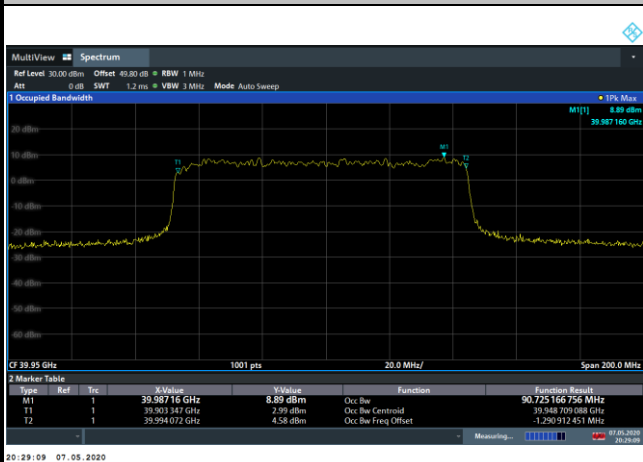 MultiView Spectrum
Ref Level 30.00 dBm Offset 49.80 dB RBW 1 MHz
Att 0 dB SWT 1.2 ms VBW 3 MHz Mode Auto Sweep
1 Occupied Bandwidth 1Pk Max
M1[1] 8.89 dBm
39.987 160 GHz
20 dBm
10 dBm
M1
T1
T2
0 dBm
-10 dBm
-20 dBm
-30 dBm
-40 dBm
-50 dBm
-60 dBm
CF 39.95 GHz 1001 pts 20.0 MHz/ Span 200.0 MHz
2 Marker Table
Type Ref Trc X-Value Y-Value Function Function Result
M1 1 39.98716 GHz 8.89 dBm Occ Bw 90.725 166 756 MHz
T1 1 39.903 347 GHz 2.99 dBm Occ Bw Centroid 39.948 709 088 GHz
T2 1 39.994 072 GHz 4.58 dBm Occ Bw Freq Offset -1.290 912 451 MHz
Measuring... 07.05.2020
20:29:09
20:29:09 07.05.2020